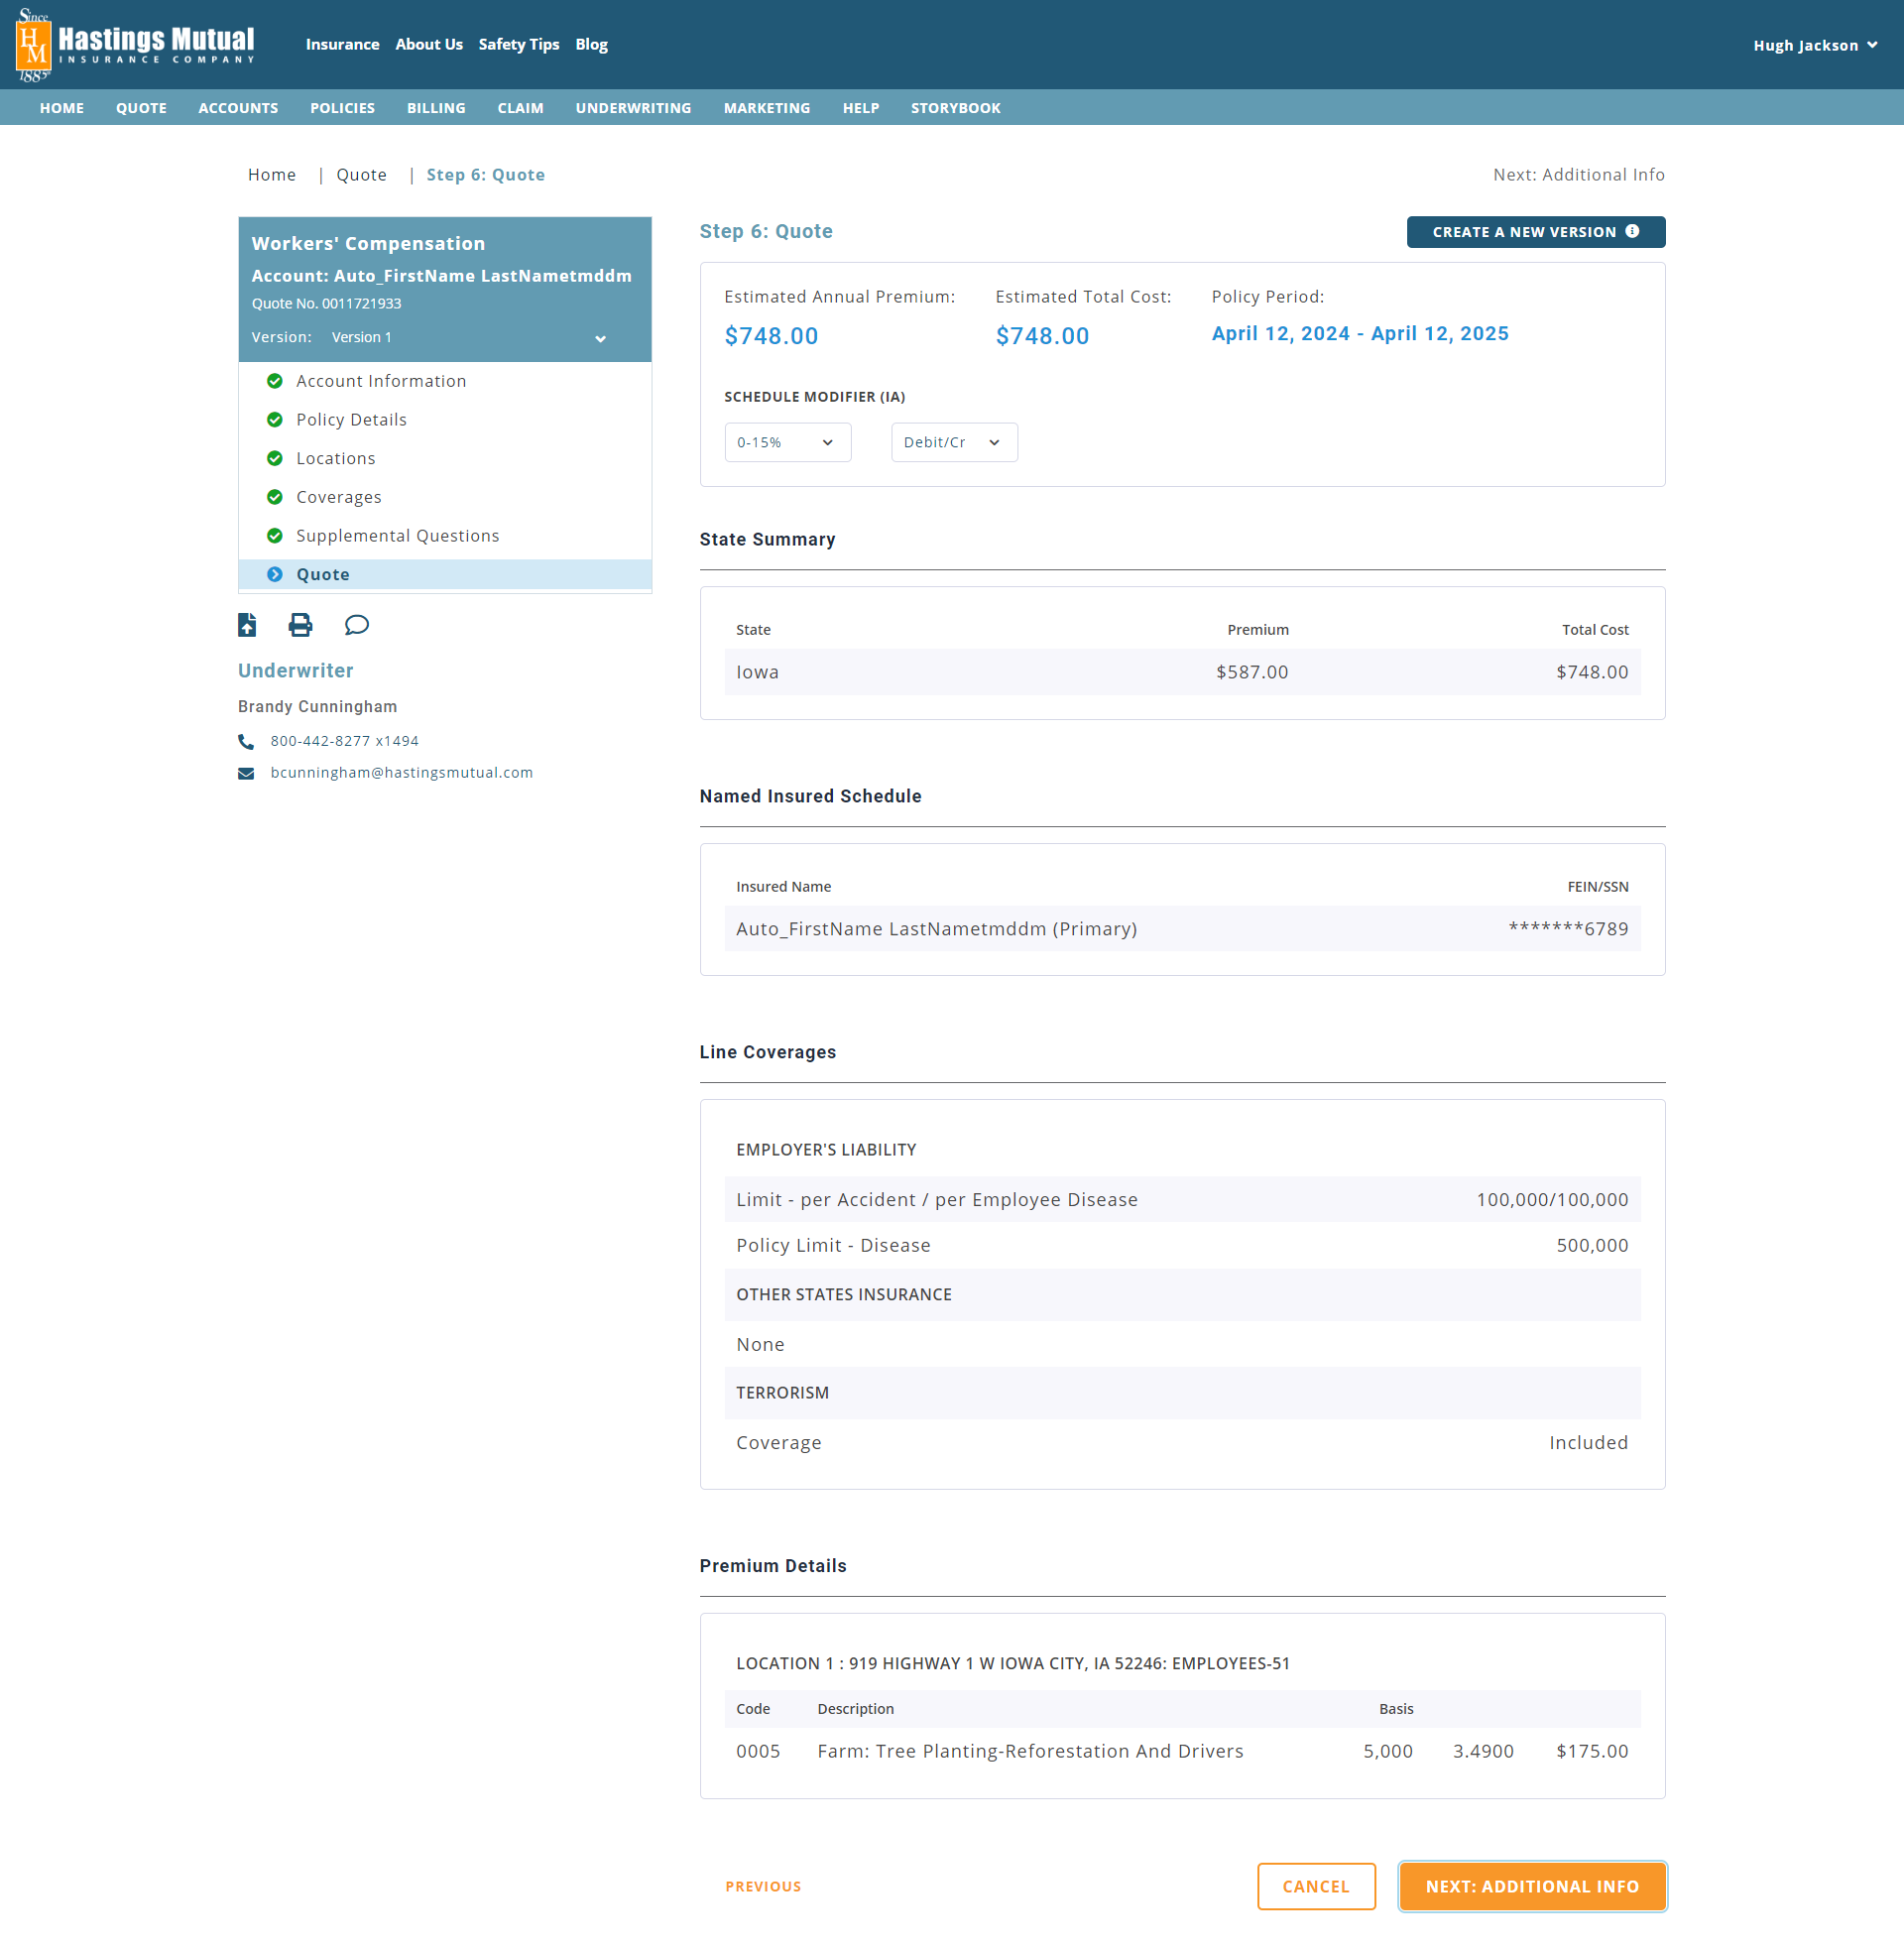 Since
HM
1885
Hastings Mutual
INSURANCE COMPANY
Insurance About Us Safety Tips Blog
Hugh Jackson
HOME QUOTE ACCOUNTS POLICIES BILLING CLAIM UNDERWRITING MARKETING HELP STORYBOOK
Home | Quote | Step 6: Quote
Next: Additional Info
Workers' Compensation
Account: Auto_FirstName LastNametmddm
Quote No. 0011721933
Version: Version 1
Account Information
Policy Details
Locations
Coverages
Supplemental Questions
Quote
Underwriter
Brandy Cunningham
800-442-8277 x1494
bcunningham@hastingsmutual.com
Step 6: Quote
CREATE A NEW VERSION
Estimated Annual Premium: Estimated Total Cost: Policy Period:
$748.00 $748.00 April 12, 2024 - April 12, 2025
SCHEDULE MODIFIER (IA)
0-15% Debit/Cr
State Summary
State Premium Total Cost
Iowa $587.00 $748.00
Named Insured Schedule
Insured Name FEIN/SSN
Auto_FirstName LastNametmddm (Primary) *******6789
Line Coverages
EMPLOYER'S LIABILITY
Limit - per Accident / per Employee Disease 100,000/100,000
Policy Limit - Disease 500,000
OTHER STATES INSURANCE
None
TERRORISM
Coverage Included
Premium Details
LOCATION 1 : 919 HIGHWAY 1 W IOWA CITY, IA 52246: EMPLOYEES-51
Code Description Basis
0005 Farm: Tree Planting-Reforestation And Drivers 5,000 3.4900 $175.00
PREVIOUS
CANCEL
NEXT: ADDITIONAL INFO